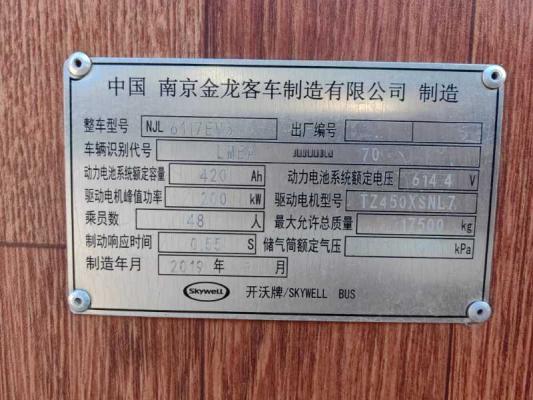 中国 南京金龙客车制造有限公司 制造
整车型号 NJL 6117EV 出厂编号
车辆识别代号 70
动力电池系统额定容量 420 Ah 动力电池系统额定电压 614.4 V
驱动电机峰值功率 200 kW 驱动电机型号 TZ450XSNL7
乘员数 48 人 最大允许总质量 17500 kg
制动响应时间 0.55 S 储气筒额定气压 kPa
制造年月 2019 年 月
Skywell 开沃牌/SKYWELL BUS